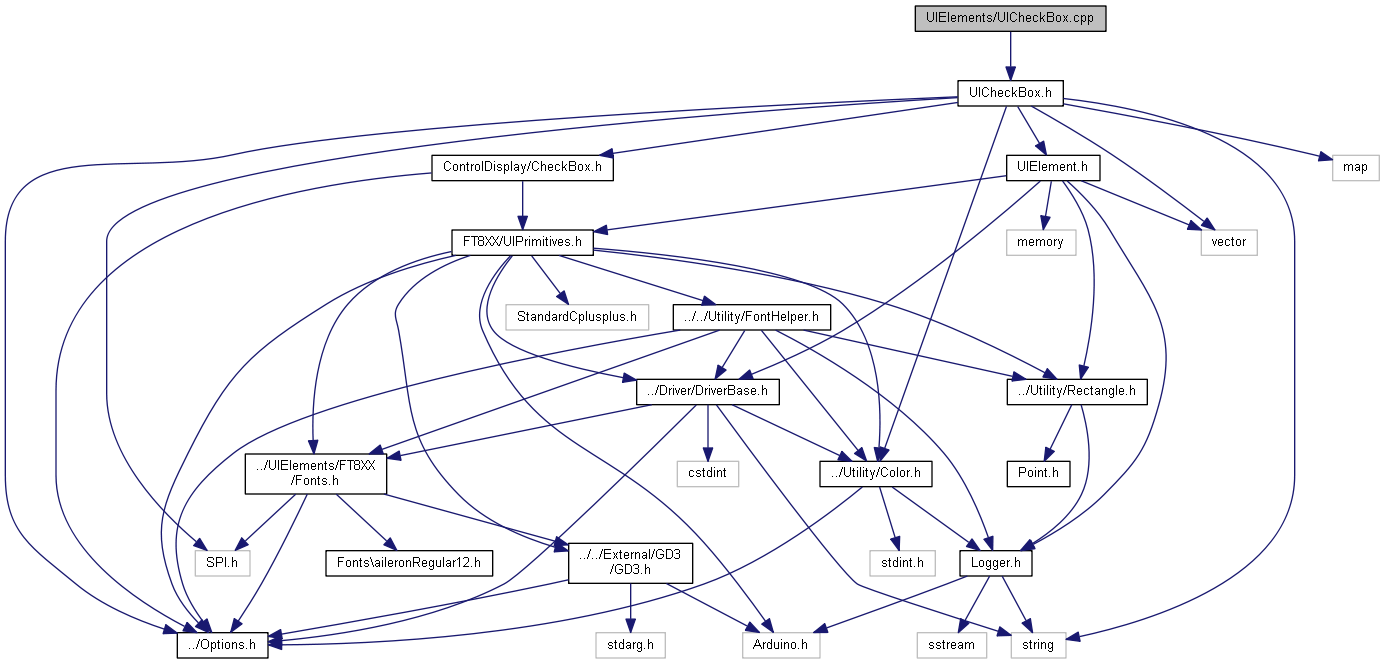 UIElements/UICheckBox.cpp
UICheckBox.h
ControlDisplay/CheckBox.h
UIElement.h
map
FT8XX/UIPrimitives.h
memory
vector
StandardCplusplus.h
../../Utility/FontHelper.h
../Driver/DriverBase.h
../Utility/Rectangle.h
../UIElements/FT8XX
/Fonts.h
cstdint
../Utility/Color.h
Point.h
SPI.h
Fonts\aileronRegular12.h
../../External/GD3
/GD3.h
stdint.h
Logger.h
../Options.h
stdarg.h
Arduino.h
sstream
string